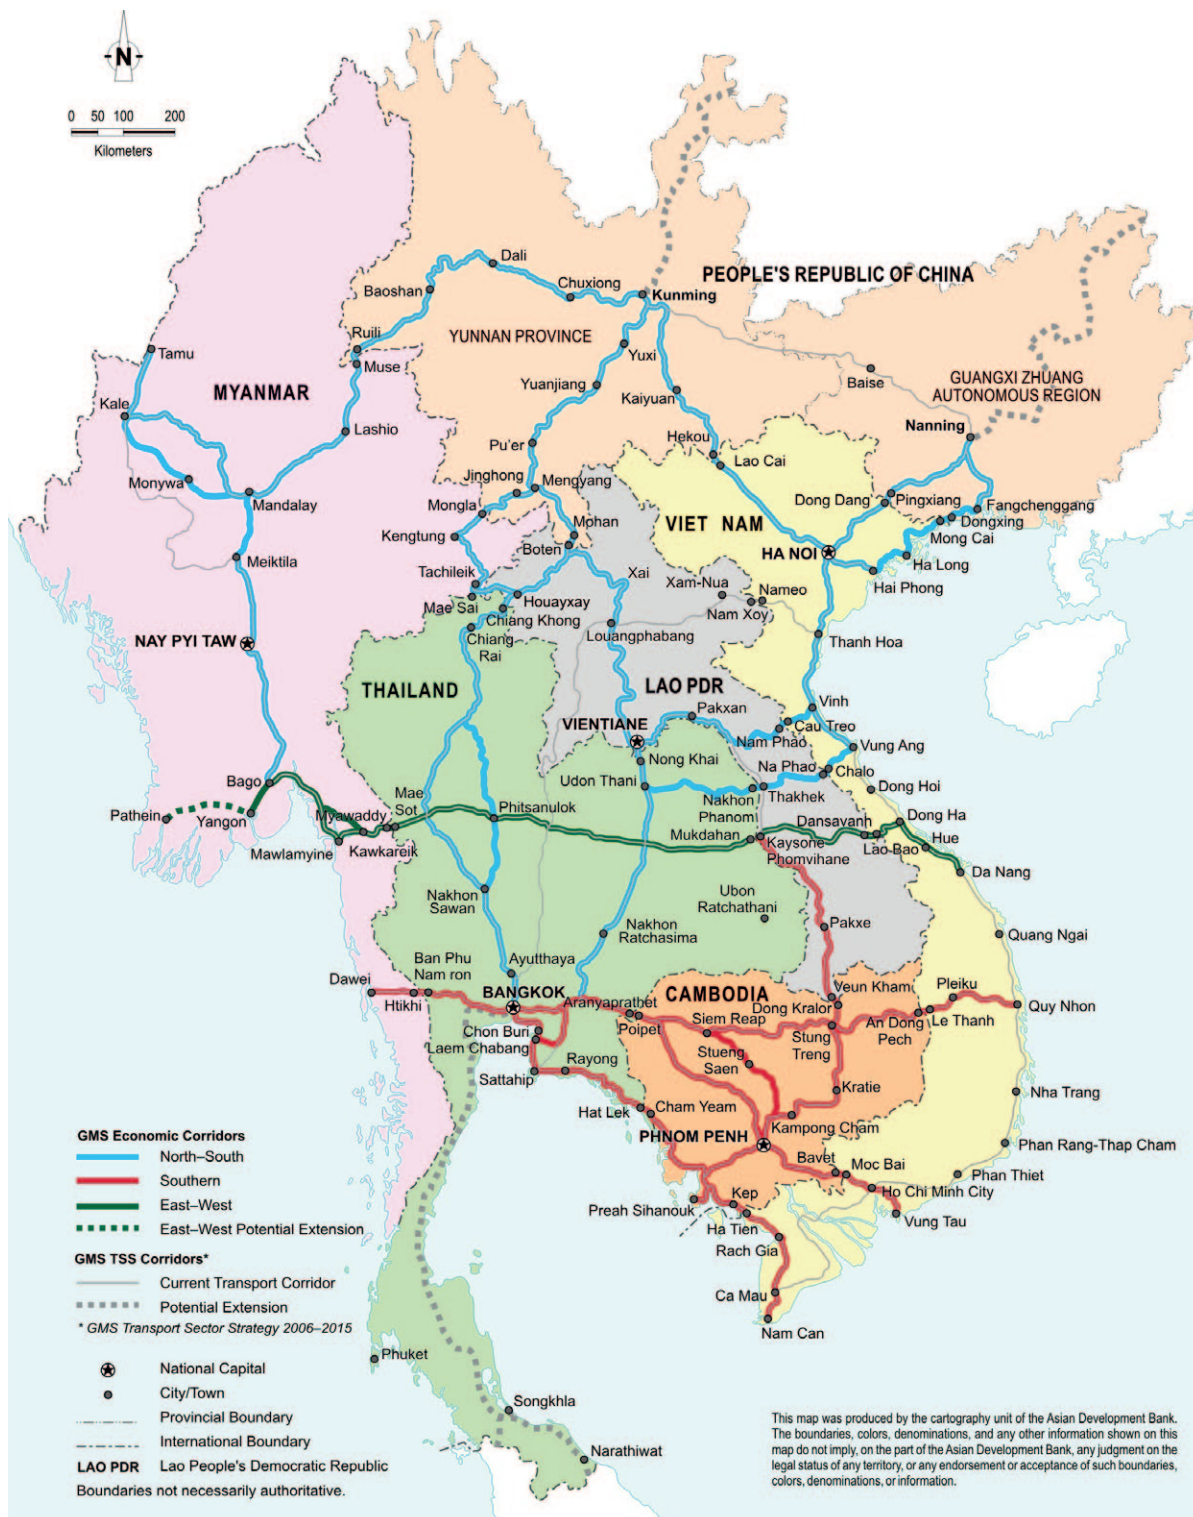 N
0 50 100 200
Kilometers
Dali
PEOPLE'S REPUBLIC OF CHINA
Baoshan
Chuxiong
Kunming
YUNNAN PROVINCE
Ruili
Tamu
Muse
Yuxi
MYANMAR
Yuanjiang
Baise
GUANGXI ZHUANG
AUTONOMOUS REGION
Kaiyuan
Kale
Nanning
Lashio
Hekou
Pu'er
Lao Cai
Jinghong
Monywa
Mengyang
Mandalay
Mongla
Dong Dang
Pingxiang
Fangchenggang
Dongxing
Mohan
VIET NAM
Mong Cai
Kengtung
Boten
HA NOI
Ha Long
Meiktila
Xai
Hai Phong
Tachileik
Xam-Nua
Nameo
Mae Sai
Houayxay
Nam Xoy
Chiang Khong
Louangphabang
NAY PYI TAW
Chiang
Rai
Thanh Hoa
THAILAND
LAO PDR
Pakxan
Vinh
VIENTIANE
Cau Treo
Nam Phao
Vung Ang
Nong Khai
Na Phao
Chalo
Bago
Udon Thani
Dong Hoi
Mae
Sot
Nakhon
Phanom
Thakhek
Pathein
Yangon
Myawaddy
Phitsanulok
Dansavanh
Dong Ha
Mukdahan
Hue
Mawlamyine
Kawkareik
Kaysone
Phomvihane
Lao Bao
Da Nang
Nakhon
Sawan
Ubon
Ratchathani
Pakxe
Quang Ngai
Nakhon
Ratchasima
Ban Phu
Nam ron
Ayutthaya
Dawei
Htikhi
BANGKOK
Aranyaprathet
CAMBODIA
Veun Kham
Pleiku
Dong Kralor
Quy Nhon
Poipet
Siem Reap
An Dong
Pech
Le Thanh
Chon Buri
Laem Chabang
Stung
Treng
Stueng
Saen
Rayong
Sattahip
Kratie
Nha Trang
Hat Lek
Cham Yeam
Kampong Cham
PHNOM PENH
Phan Rang-Thap Cham
Bavet
Moc Bai
Phan Thiet
Ho Chi Minh City
Kep
Preah Sihanouk
Vung Tau
Ha Tien
Rach Gia
Ca Mau
Nam Can
Phuket
Songkhla
Narathiwat
GMS Economic Corridors
North–South
Southern
East–West
East–West Potential Extension
GMS TSS Corridors*
Current Transport Corridor
Potential Extension
* GMS Transport Sector Strategy 2006–2015
National Capital
City/Town
Provincial Boundary
International Boundary
LAO PDR Lao People's Democratic Republic
Boundaries not necessarily authoritative.
This map was produced by the cartography unit of the Asian Development Bank.
The boundaries, colors, denominations, and any other information shown on this
map do not imply, on the part of the Asian Development Bank, any judgment on the
legal status of any territory, or any endorsement or acceptance of such boundaries,
colors, denominations, or information.